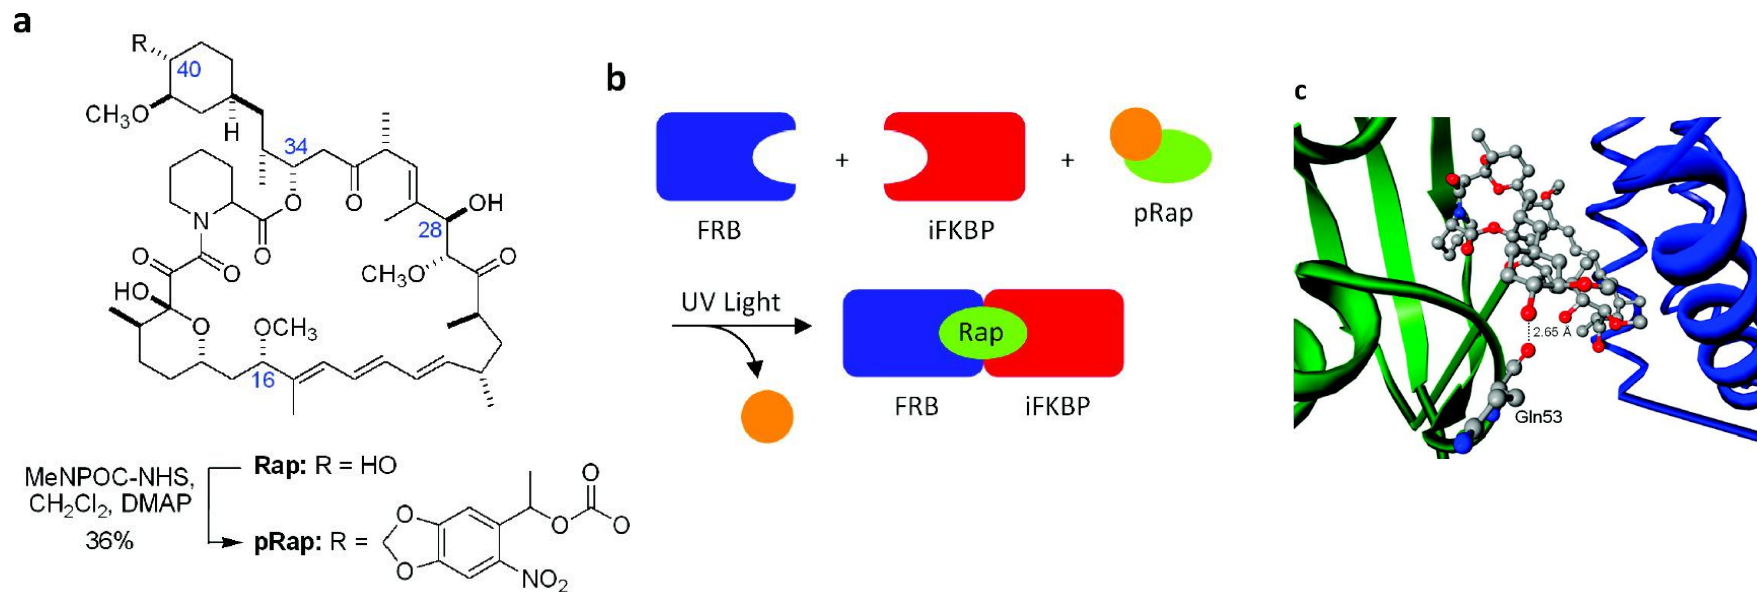 a
R
40
CH₃O
H
34
O
O
N
O
O
O
O
28
OH
CH₃O
O
HO
O
OCH₃
16
MeNPOC-NHS,
CH₂Cl₂, DMAP
36%
Rap: R = HO
pRap: R =
O
O
O
O
O
NO₂
b
+
+
FRB
iFKBP
pRap
UV Light
Rap
FRB
iFKBP
c
2.65 Å
Gln53